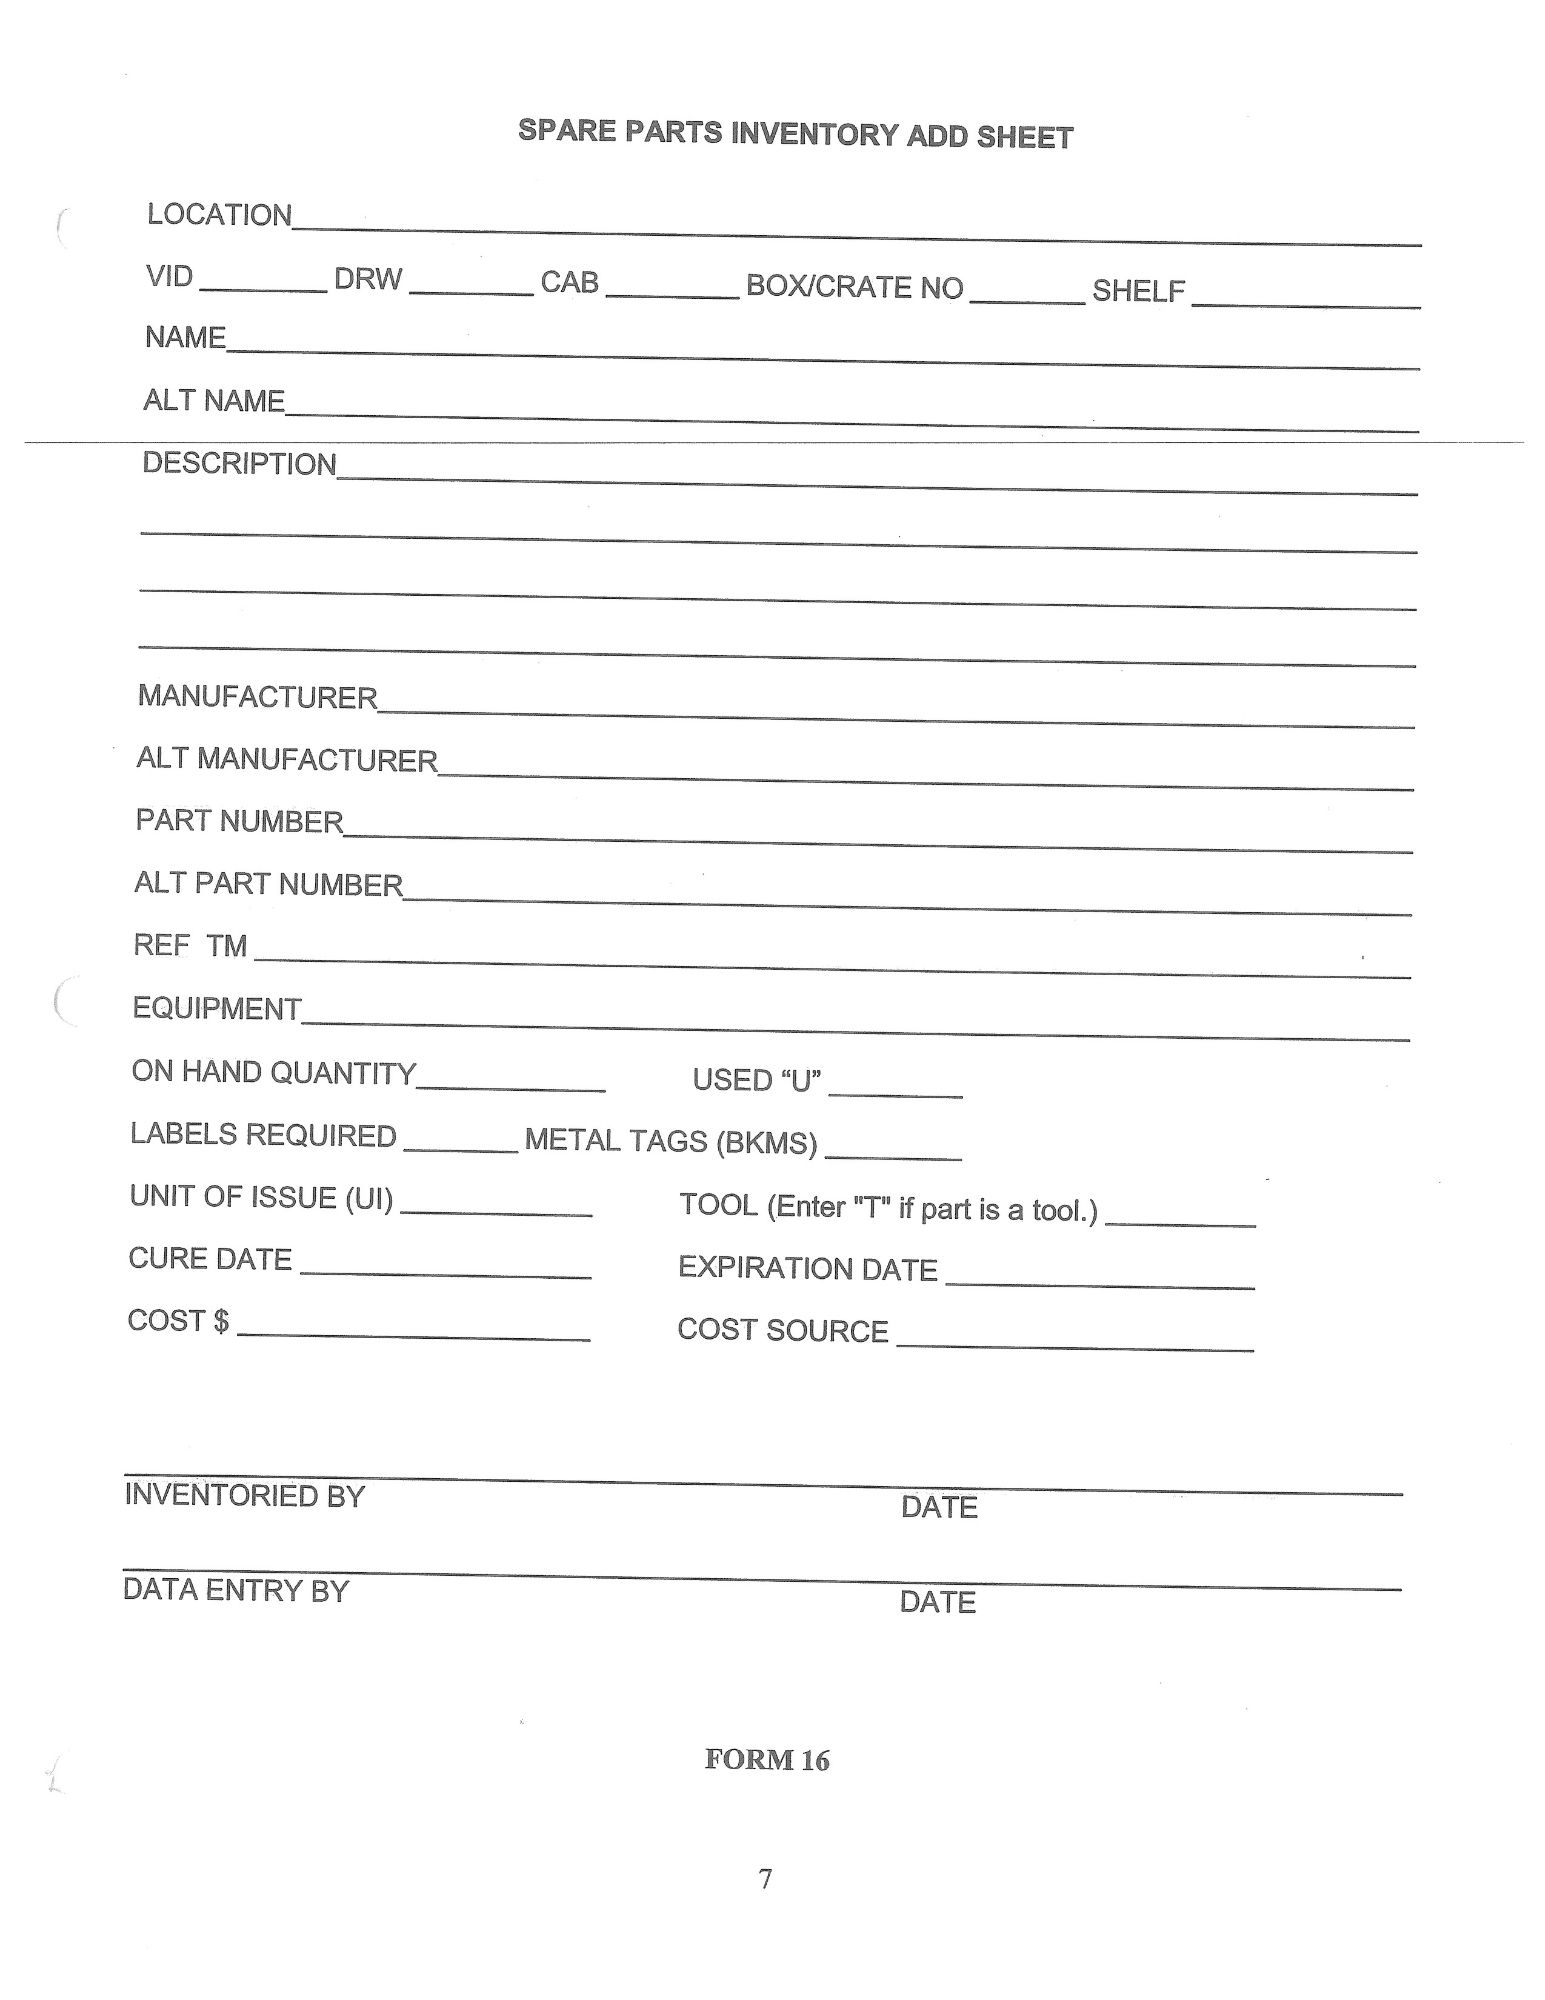 SPARE PARTS INVENTORY ADD SHEET
LOCATION
VID DRW CAB BOX/CRATE NO SHELF
NAME
ALT NAME
DESCRIPTION
MANUFACTURER
ALT MANUFACTURER
PART NUMBER
ALT PART NUMBER
REF TM
EQUIPMENT
ON HAND QUANTITY USED “U”
LABELS REQUIRED METAL TAGS (BKMS)
UNIT OF ISSUE (UI) TOOL (Enter "T" if part is a tool.)
CURE DATE EXPIRATION DATE
COST $ COST SOURCE
INVENTORIED BY DATE
DATA ENTRY BY DATE
FORM 16
7